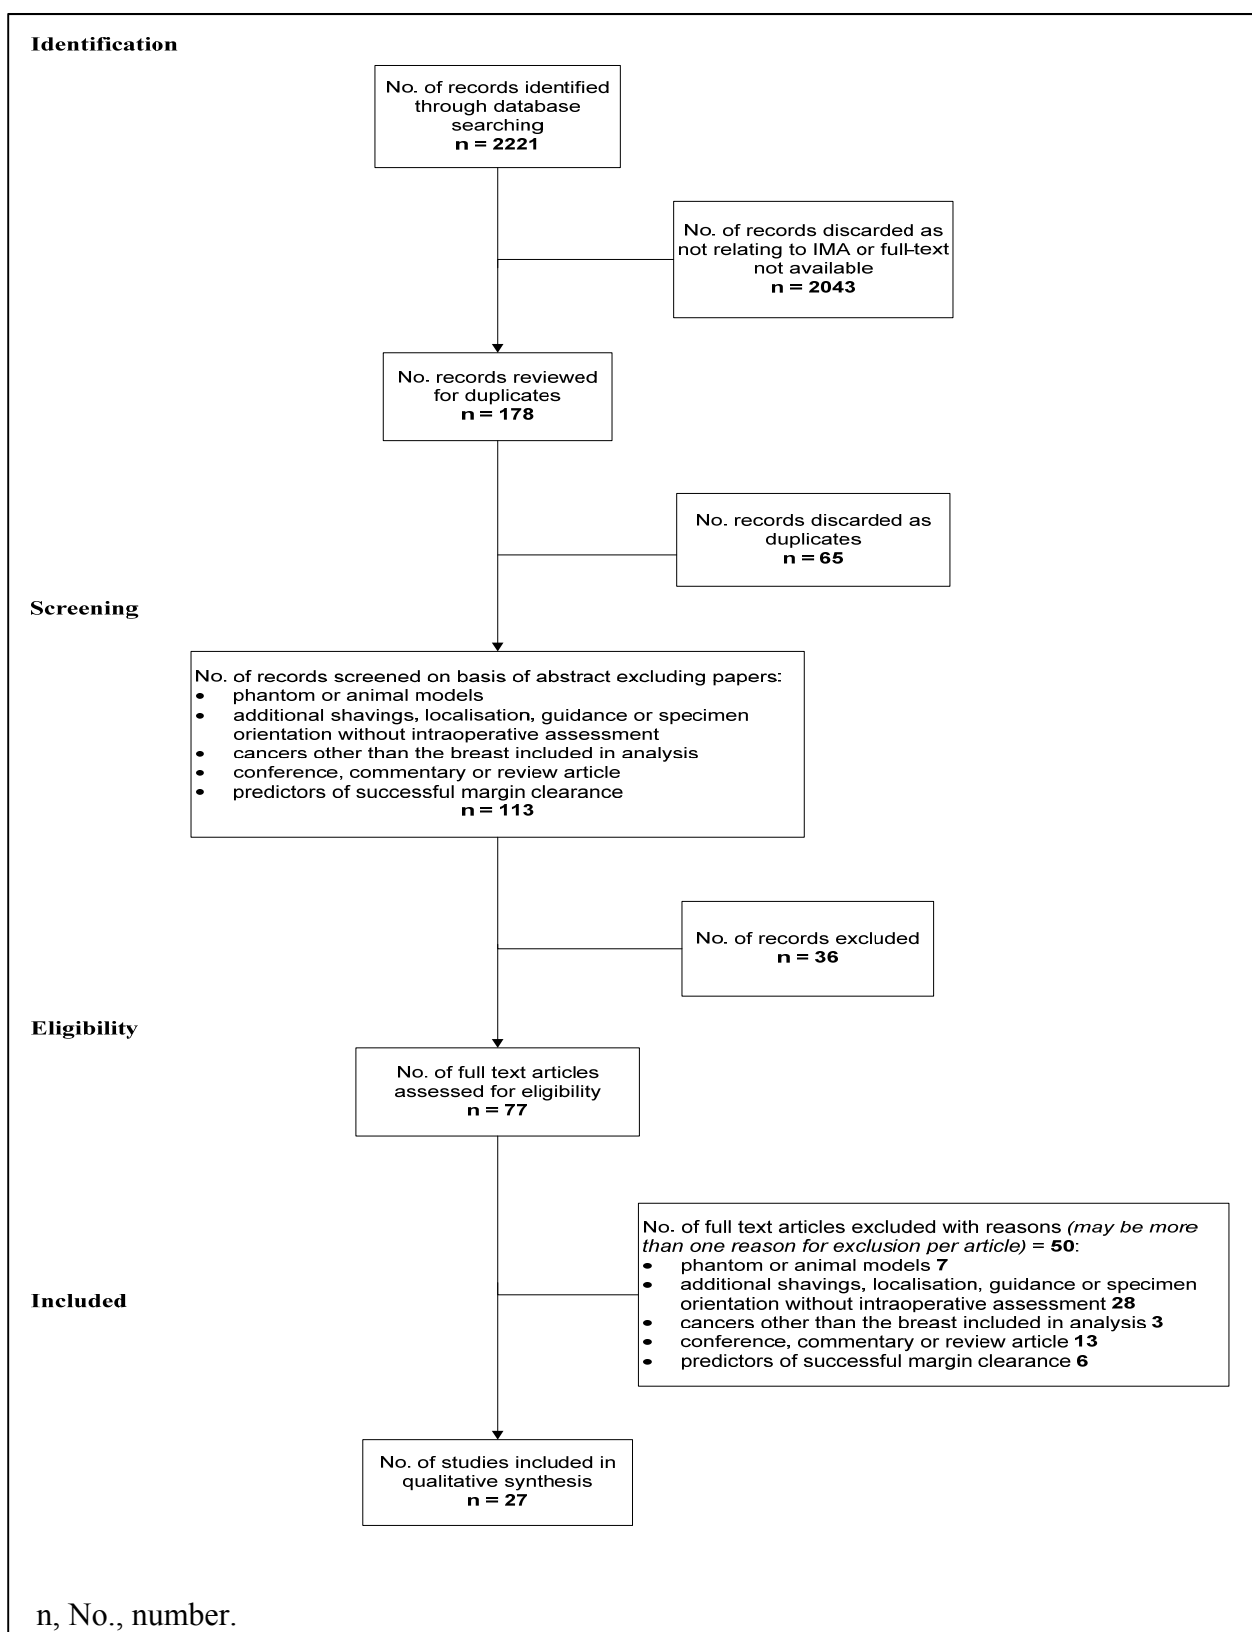 Identification
No. of records identified
through database
searching
n = 2221
No. of records discarded as
not relating to IMA or full-text
not available
n = 2043
No. records reviewed
for duplicates
n = 178
No. records discarded as
duplicates
n = 65
Screening
No. of records screened on basis of abstract excluding papers:
• phantom or animal models
• additional shavings, localisation, guidance or specimen
orientation without intraoperative assessment
• cancers other than the breast included in analysis
• conference, commentary or review article
• predictors of successful margin clearance
n = 113
No. of records excluded
n = 36
Eligibility
No. of full text articles
assessed for eligibility
n = 77
No. of full text articles excluded with reasons (may be more
than one reason for exclusion per article) = 50:
• phantom or animal models 7
• additional shavings, localisation, guidance or specimen
orientation without intraoperative assessment 28
• cancers other than the breast included in analysis 3
• conference, commentary or review article 13
• predictors of successful margin clearance 6
Included
No. of studies included in
qualitative synthesis
n = 27
n, No., number.